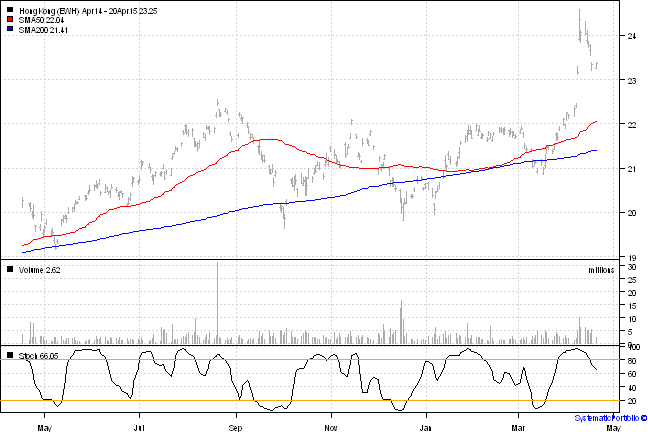 Hong Kong (EWH) Apr14 - 20Apr15 23.25
SMA50 22.04
SMA200 21.41
24
23
22
21
20
19
Volume 2.62
millions
30
25
20
15
10
5
0
Stoch 66.05
100
80
60
40
20
May Jul Sep Nov Jan Mar May
SystematicPortfolio ©